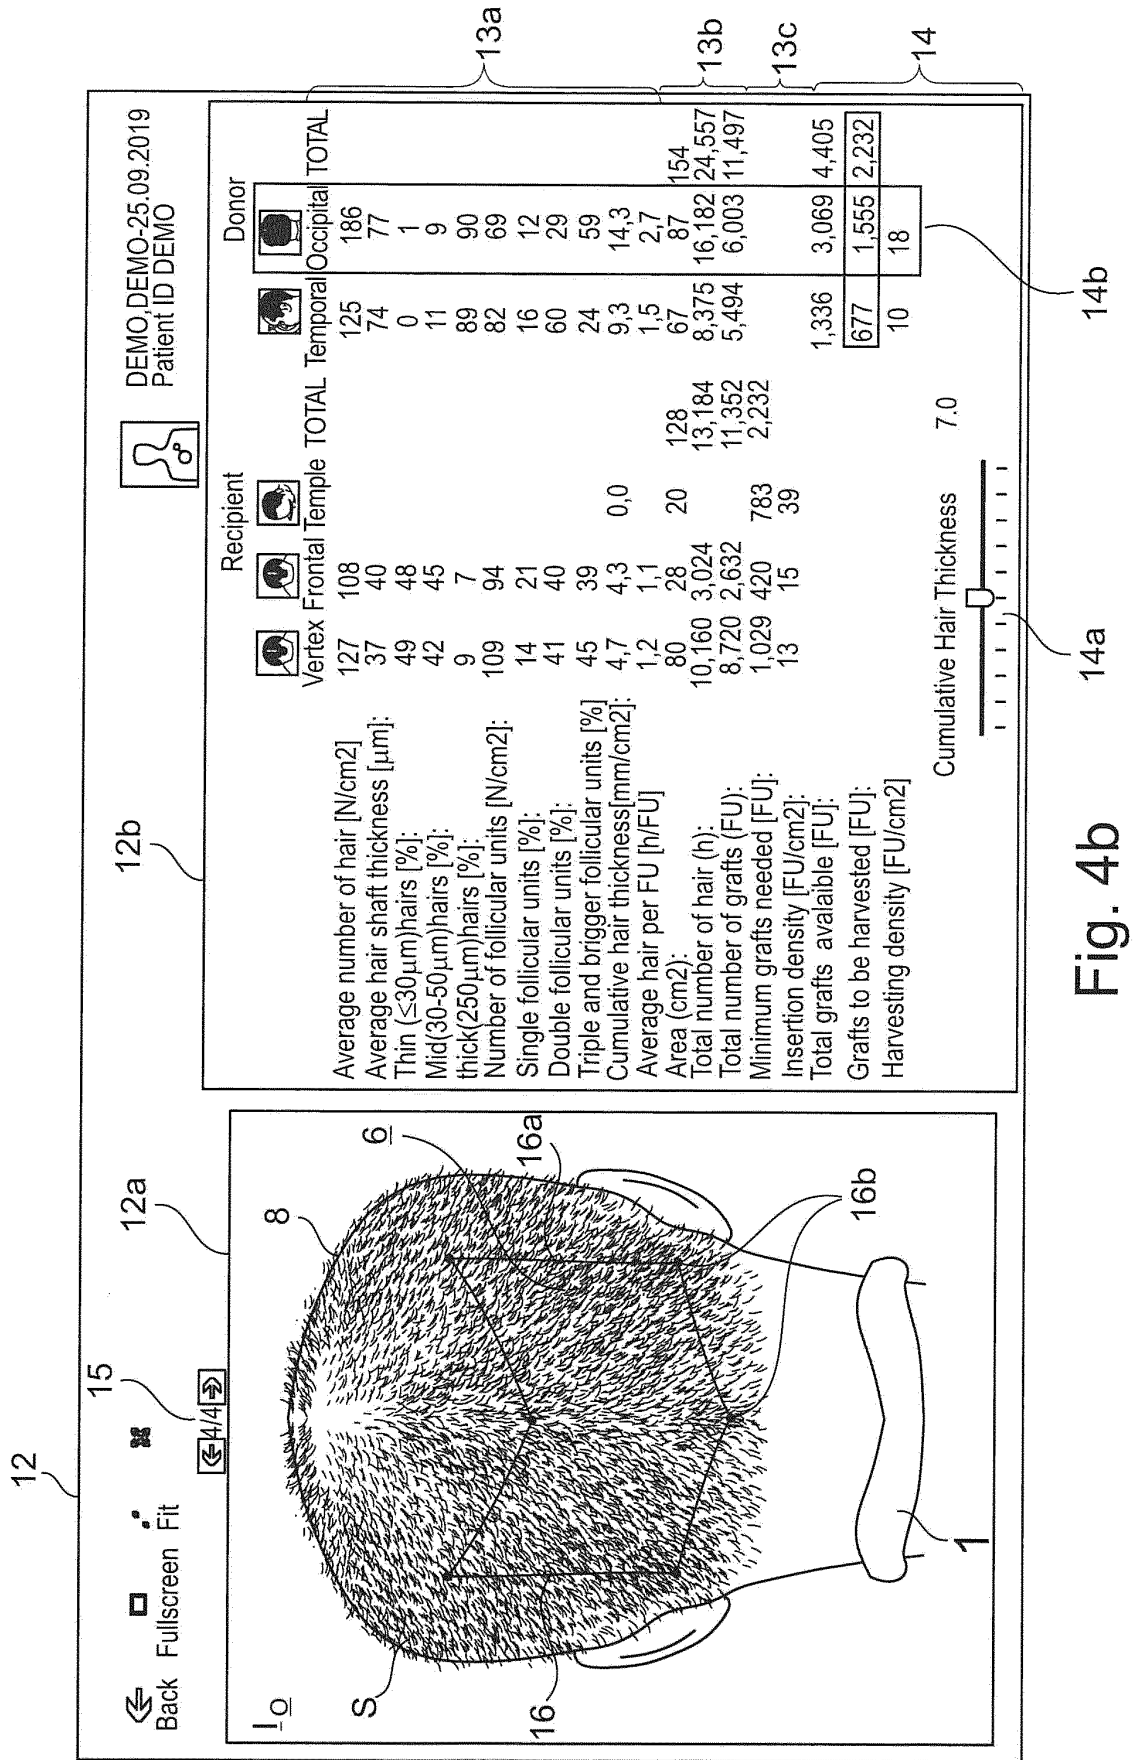 12
15
12a
12b
Back Fullscreen Fit
4/4
DEMO,DEMO-25.09.2019
Patient ID DEMO
I
O
S
8
6
16
16a
16b
1
Recipient Donor
Vertex Frontal Temple TOTAL Temporal Occipital TOTAL
Average number of hair [N/cm2] 127 108 125 186
Average hair shaft thickness [µm]: 37 40 74 77
Thin (≤30µm)hairs [%]: 49 48 0 1
Mid(30-50µm)hairs [%]: 42 45 11 9
thick(250µm)hairs [%]: 9 7 89 90
Number of follicular units [N/cm2]: 109 94 82 69
Single follicular units [%]: 14 21 16 12
Double follicular units [%]: 41 40 60 29
Triple and brigger follicular units [%] 45 39 24 59
Cumulative hair thickness[mm/cm2]: 4,7 4,3 0,0 9,3 14,3
Average hair per FU [h/FU] 1,2 1,1 1,5 2,7
Area (cm2): 80 28 20 128 67 87 154
Total number of hair (h): 10,160 3,024 13,184 8,375 16,182 24,557
Total number of grafts (FU): 8,720 2,632 11,352 5,494 6,003 11,497
Minimum grafts needed [FU]: 1,029 420 783 2,232
Insertion density [FU/cm2]: 13 15 39
Total grafts avalaible [FU]: 1,336 3,069 4,405
Grafts to be harvested [FU]: 677 1,555 2,232
Harvesting density [FU/cm2] 10 18
Cumulative Hair Thickness 7.0
13a
13b
13c
14
14a
14b
Fig. 4b